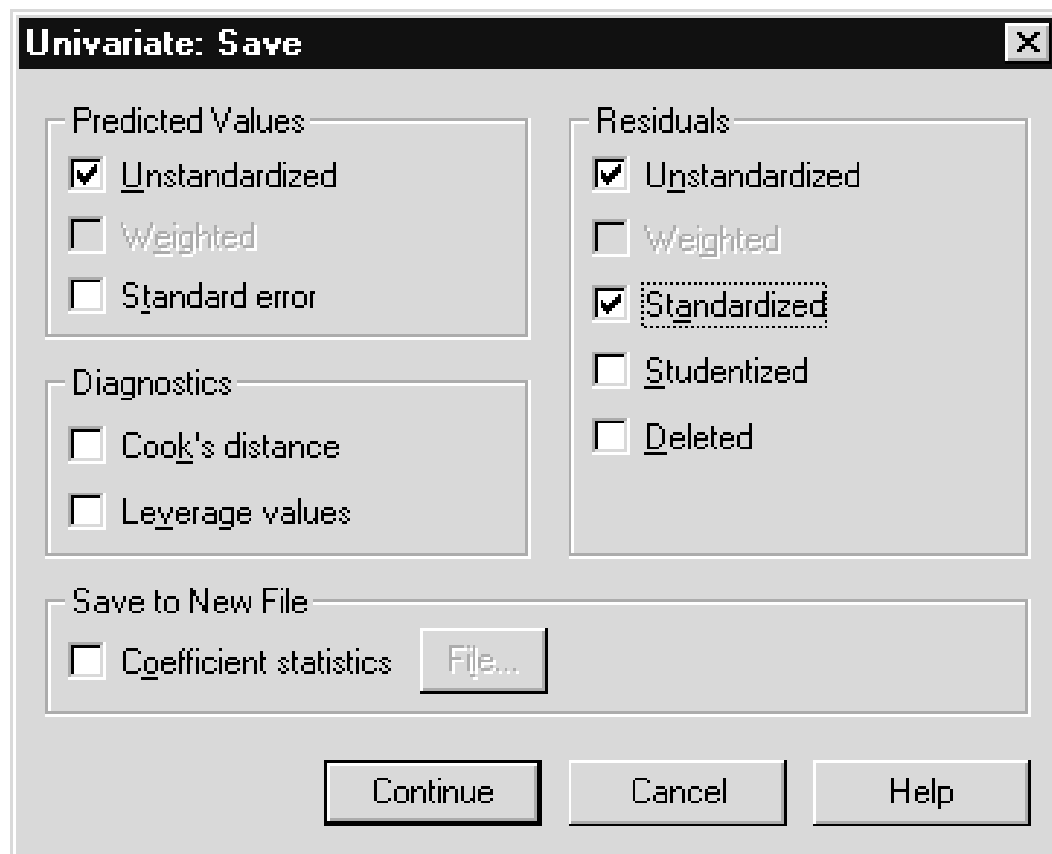 Univariate: Save
Predicted Values
Unstandardized
Weighted
Standard error
Diagnostics
Cook's distance
Leverage values
Residuals
Unstandardized
Weighted
Standardized
Studentized
Deleted
Save to New File
Coefficient statistics
File...
Continue
Cancel
Help